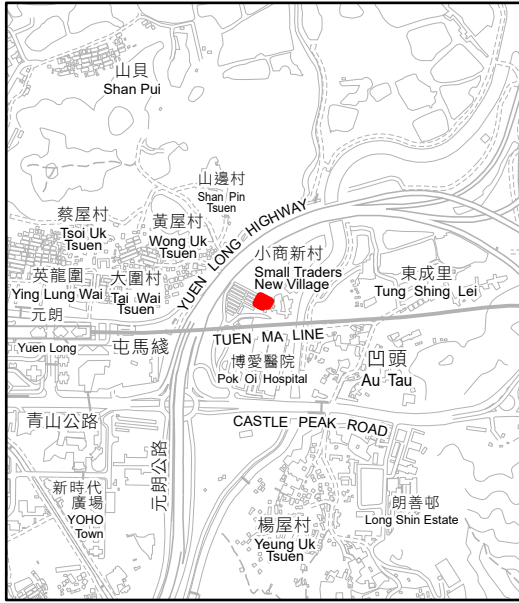 山貝
Shan Pui
山邊村
Shan Pin
Tsuen
蔡屋村
Tsoi Uk
Tsuen
黃屋村
Wong Uk
Tsuen
YUEN LONG HIGHWAY
小商新村
Small Traders
New Village
東成里
Tung Shing Lei
英龍圍
Ying Lung Wai
大圍村
Tai Wai
Tsuen
元朗
Yuen Long
屯馬綫
TUEN MA LINE
博愛醫院
Pok Oi Hospital
凹頭
Au Tau
青山公路
CASTLE PEAK ROAD
元朗公路
新時代
廣場
YOHO
Town
朗善邨
Long Shin Estate
楊屋村
Yeung Uk
Tsuen